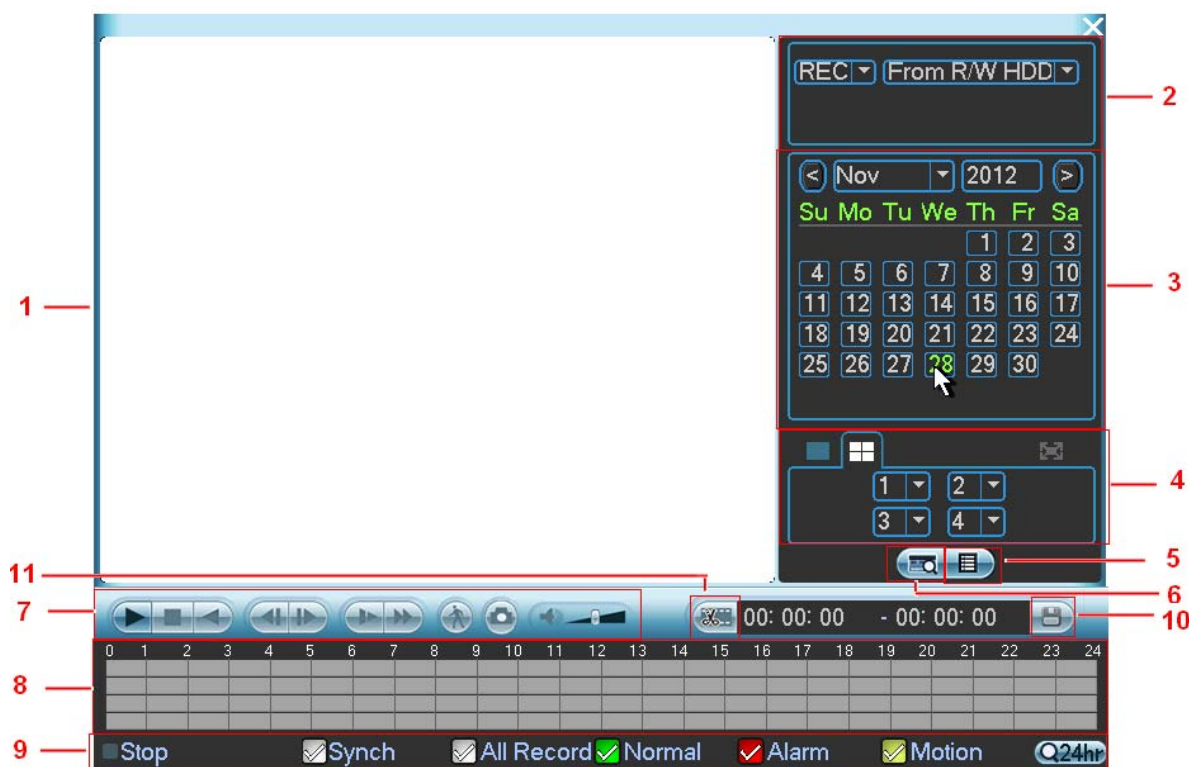 REC From R/W HDD
2
< Nov 2012 >
Su Mo Tu We Th Fr Sa
1 2 3
4 5 6 7 8 9 10
11 12 13 14 15 16 17
18 19 20 21 22 23 24
25 26 27 28 29 30
1
3
1 2
3 4
4
5
6
11
7
00: 00: 00 - 00: 00: 00
10
0 1 2 3 4 5 6 7 8 9 10 11 12 13 14 15 16 17 18 19 20 21 22 23 24
8
9
Stop Synch All Record Normal Alarm Motion 24hr